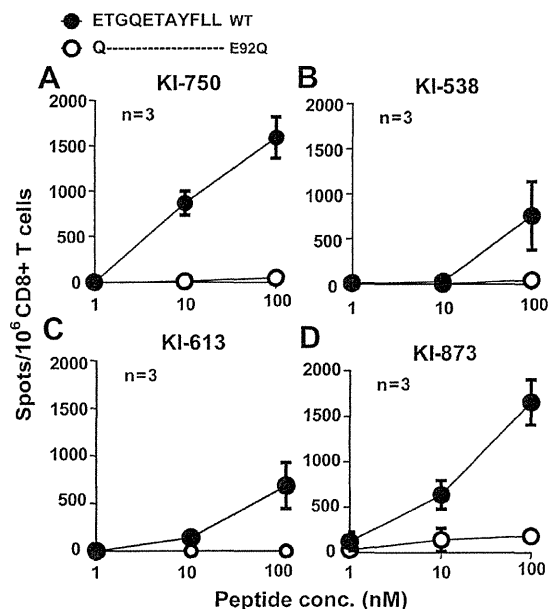 ETGQETAYFLL WT
Q------------------ E92Q
A
KI-750
n=3
2000
1500
1000
500
0
1
10
100
B
KI-538
n=3
2000
1500
1000
500
0
1
10
100
C
KI-613
n=3
2000
1500
1000
500
0
1
10
100
D
KI-873
n=3
2000
1500
1000
500
0
1
10
100
Spots/10⁶ CD8+ T cells
Peptide conc. (nM)